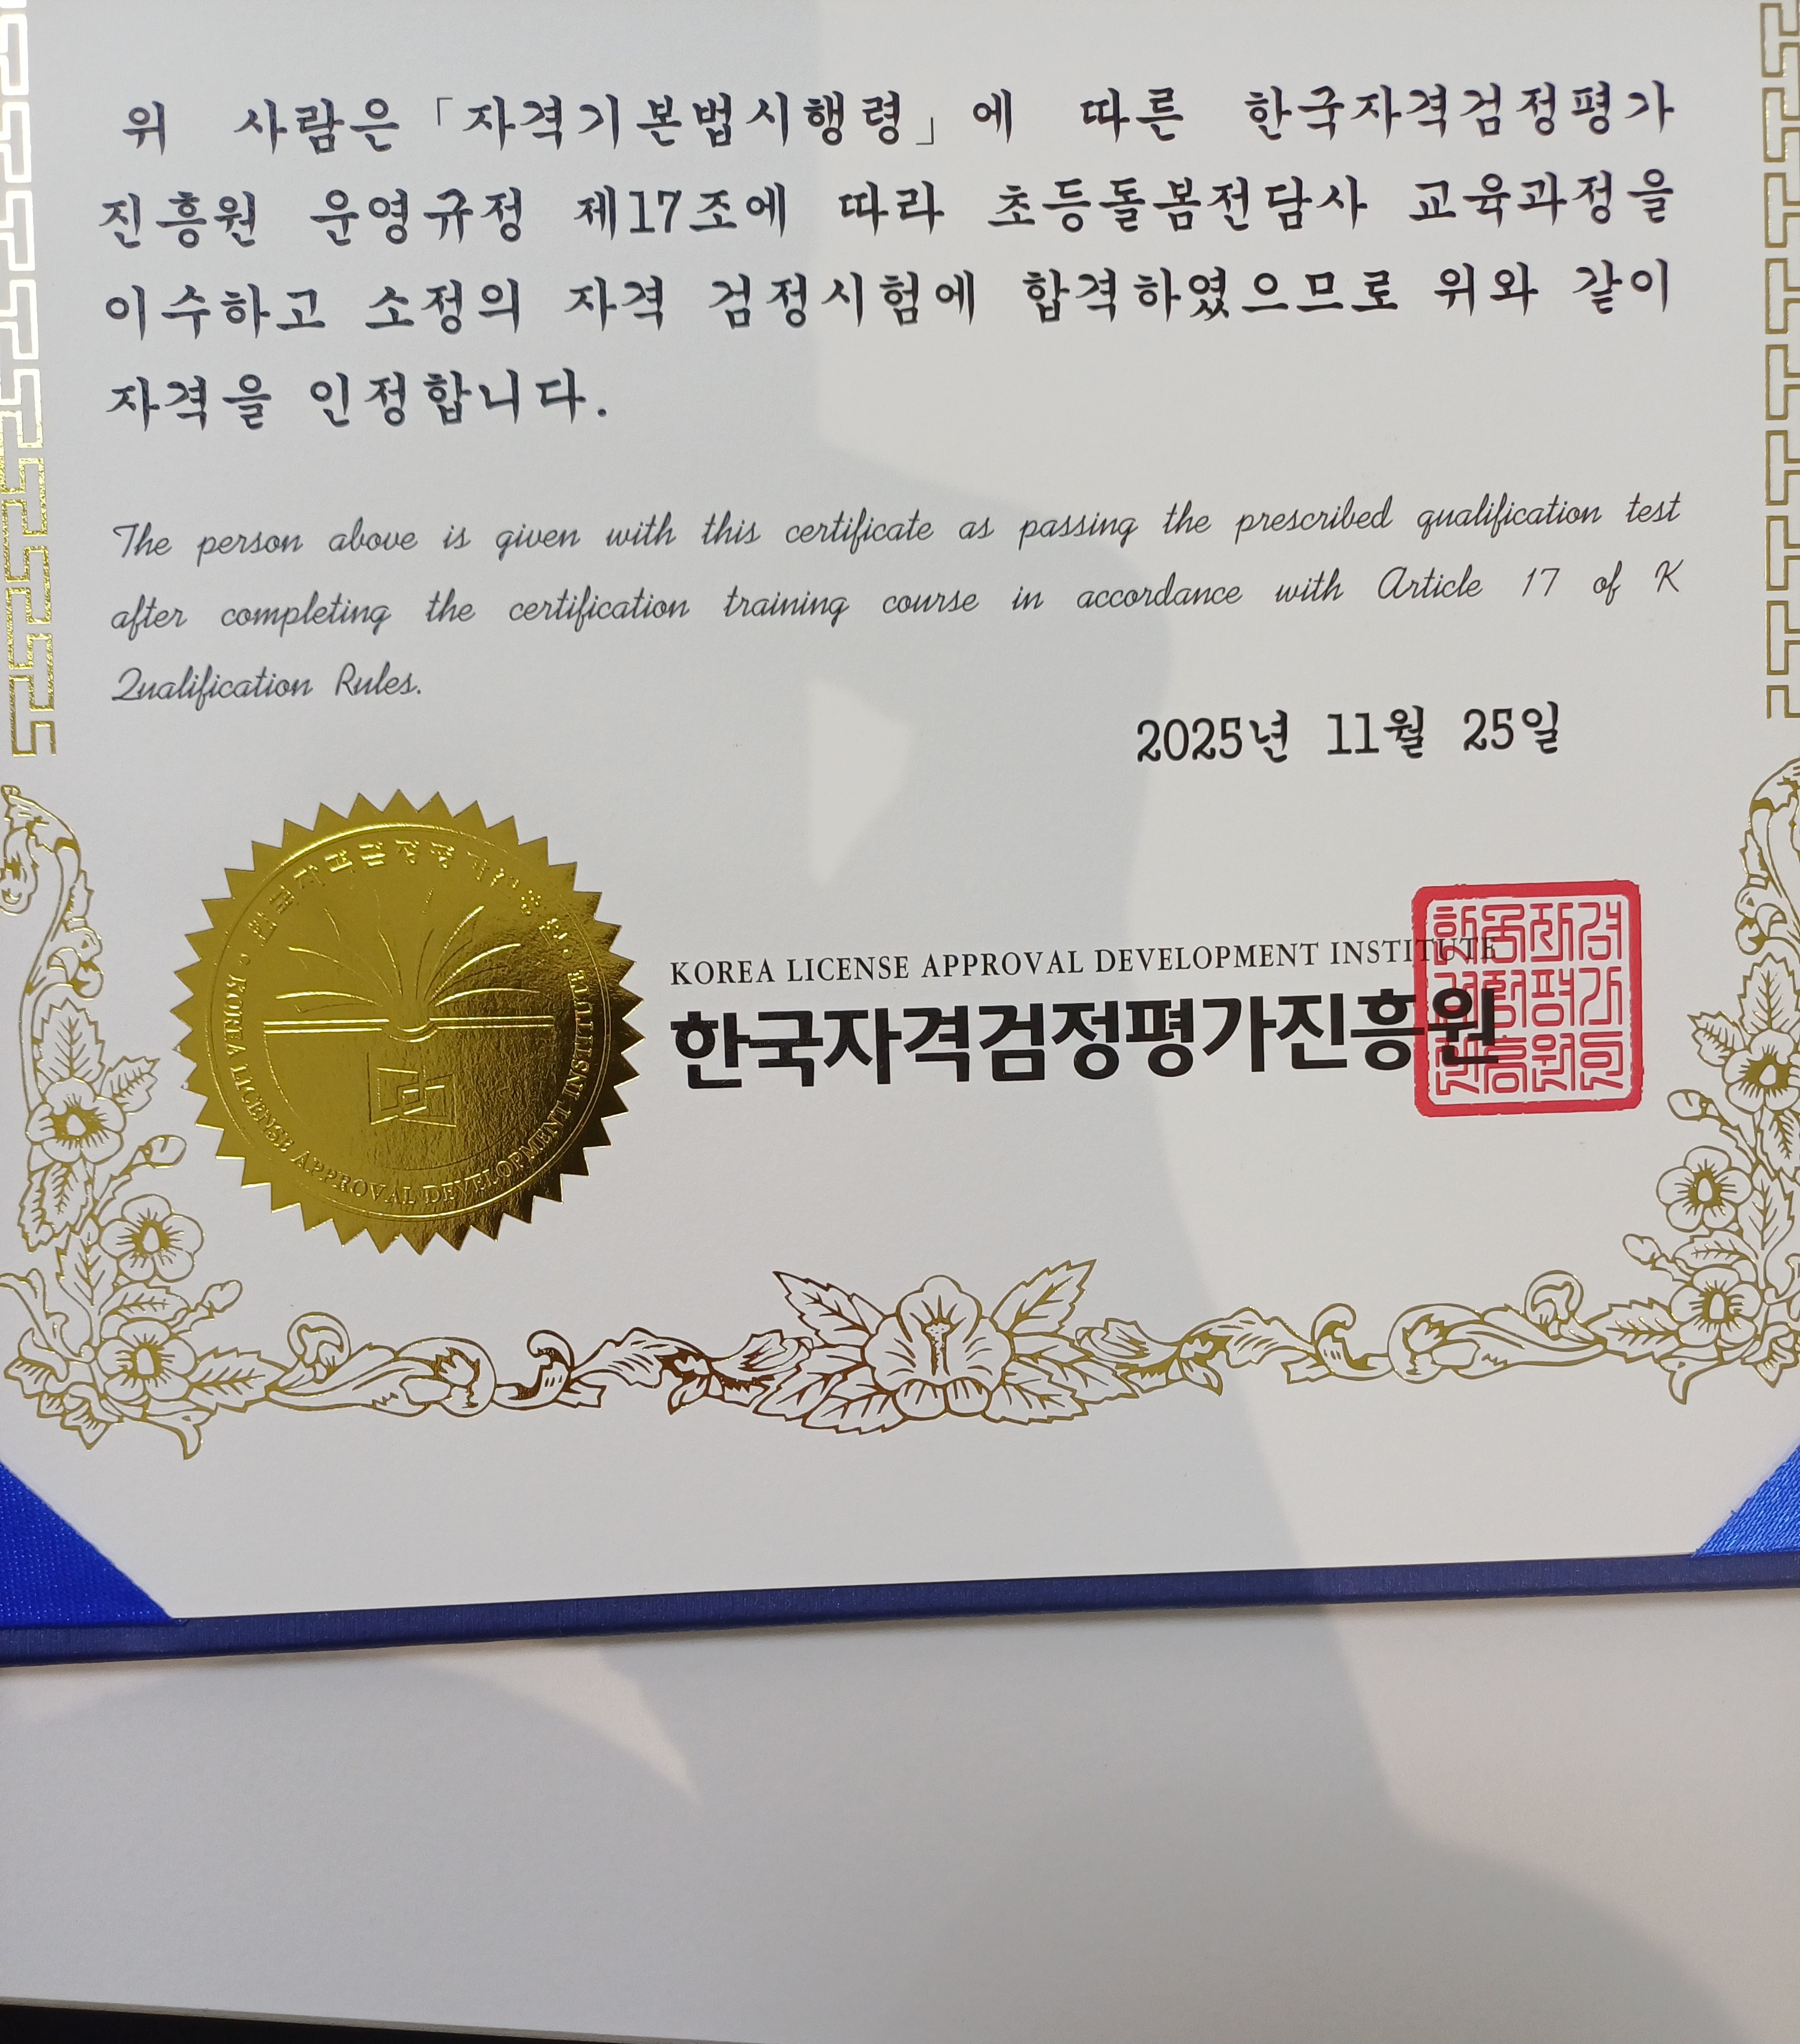 위 사람은 「자격기본법시행령」에 따른 한국자격검정평가
진흥원 운영규정 제17조에 따라 초등돌봄전담사 교육과정을
이수하고 소정의 자격 검정시험에 합격하였으므로 위와 같이
자격을 인정합니다.
The person above is given with this certificate as passing the prescribed qualification test
after completing the certification training course in accordance with Article 17 of K
Qualification Rules.
2025년 11월 25일
KOREA LICENSE APPROVAL DEVELOPMENT INSTITUTE
한국자격검정평가진흥원
KOREA LICENSE APPROVAL DEVELOPMENT INSTITUTE